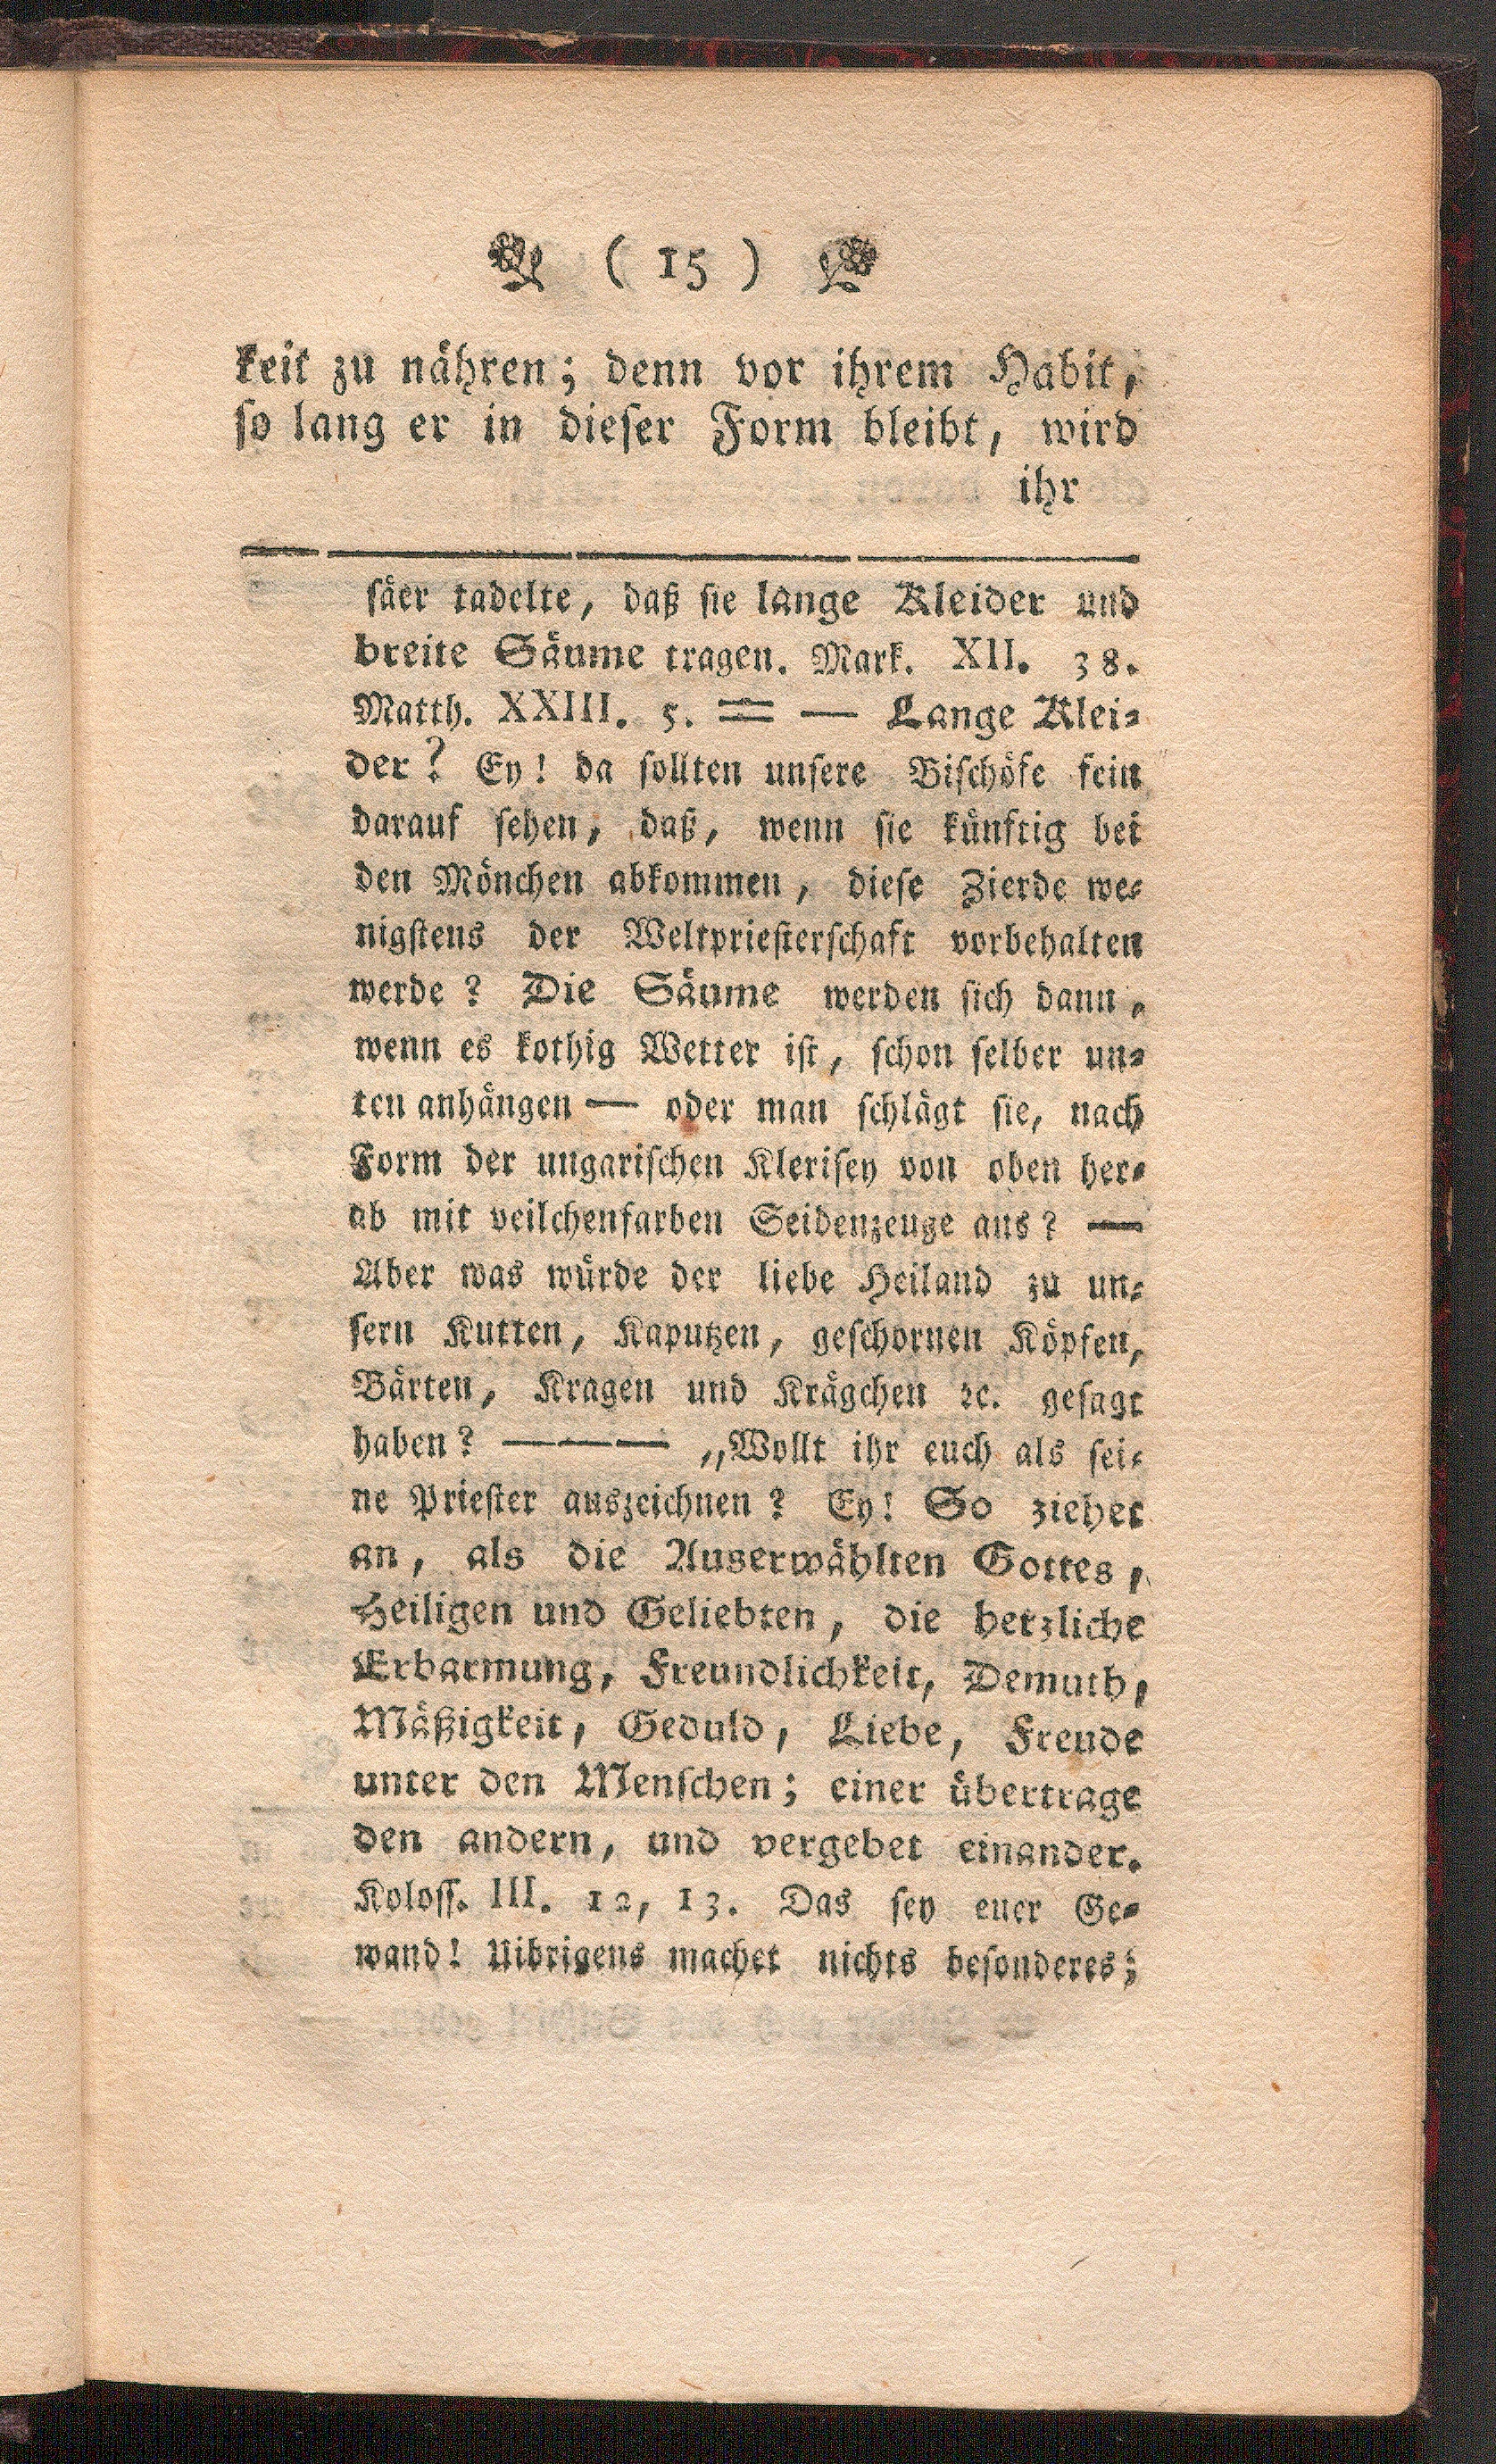 ( 15 )
keit zu nähren; denn vor ihrem Habit,
so lang er in dieser Form bleibt, wird
ihr
säer tadelte, daß sie lange Kleider und
breite Säume tragen. Mark. XII. 38.
Matth. XXIII. 5. == — Lange Klei-
der? Ey! da sollten unsere Bischöfe fein
darauf sehen, daß, wenn sie künftig bei
den Mönchen abkommen, diese Zierde we-
nigstens der Weltpriesterschaft vorbehalten
werde? Die Säume werden sich dann,
wenn es kothig Wetter ist, schon selber un-
ten anhängen — oder man schlägt sie, nach
Form der ungarischen Klerisey von oben her-
ab mit veilchenfarben Seidenzeuge aus? —
Aber was würde der liebe Heiland zu un-
sern Kutten, Kaputzen, geschornen Köpfen,
Bärten, Kragen und Krägchen ꝛc. gesagt
haben? — — — „Wollt ihr euch als sei-
ne Priester auszeichnen? Ey! So ziehet
an, als die Auserwählten Gottes,
Heiligen und Geliebten, die herzliche
Erbarmung, Freundlichkeit, Demuth,
Mäßigkeit, Geduld, Liebe, Freude
unter den Menschen; einer übertrage
den andern, und vergebet einander.
Koloss. III. 12, 13. Das sey euer Ge-
wand! Uibrigens machet nichts besonderes;